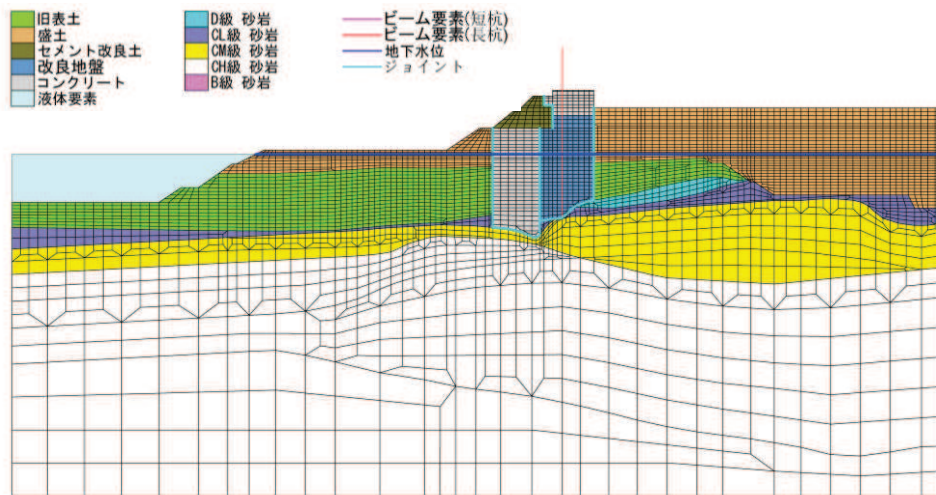 旧表土
盛土
セメント改良土
改良地盤
コンクリート
液体要素
D級 砂岩
CL級 砂岩
CM級 砂岩
CH級 砂岩
B級 砂岩
ビーム要素(短杭)
ビーム要素(長杭)
地下水位
ジョイント